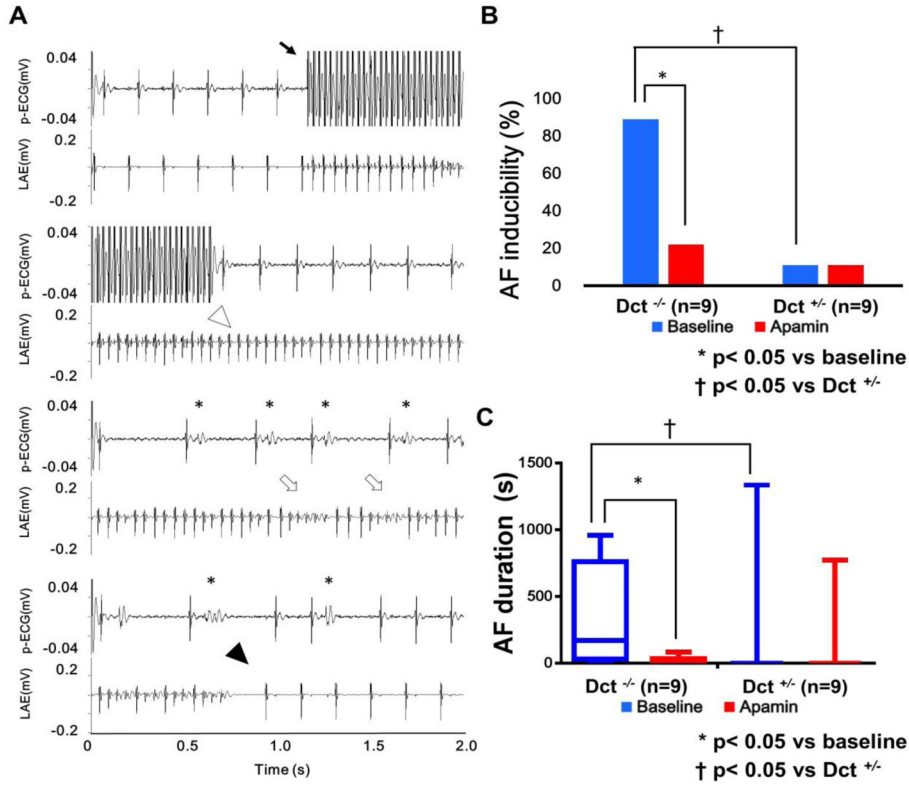 A
0.04
-0.04
p-ECG(mV)
0.2
-0.2
LAE(mV)
0.04
-0.04
p-ECG(mV)
0.2
-0.2
LAE(mV)
* * * *
0.04
-0.04
p-ECG(mV)
0.2
-0.2
LAE(mV)
* *
0.04
-0.04
p-ECG(mV)
0.2
-0.2
LAE(mV)
0 0.5 1.0 1.5 2.0
Time (s)
B
†
*
100
80
60
40
20
0
AF inducibility (%)
Dct -/- (n=9) Dct +/- (n=9)
Baseline Apamin
* p< 0.05 vs baseline
† p< 0.05 vs Dct +/-
C
†
*
1500
1000
500
0
AF duration (s)
Dct -/- (n=9) Dct +/- (n=9)
Baseline Apamin
* p< 0.05 vs baseline
† p< 0.05 vs Dct +/-